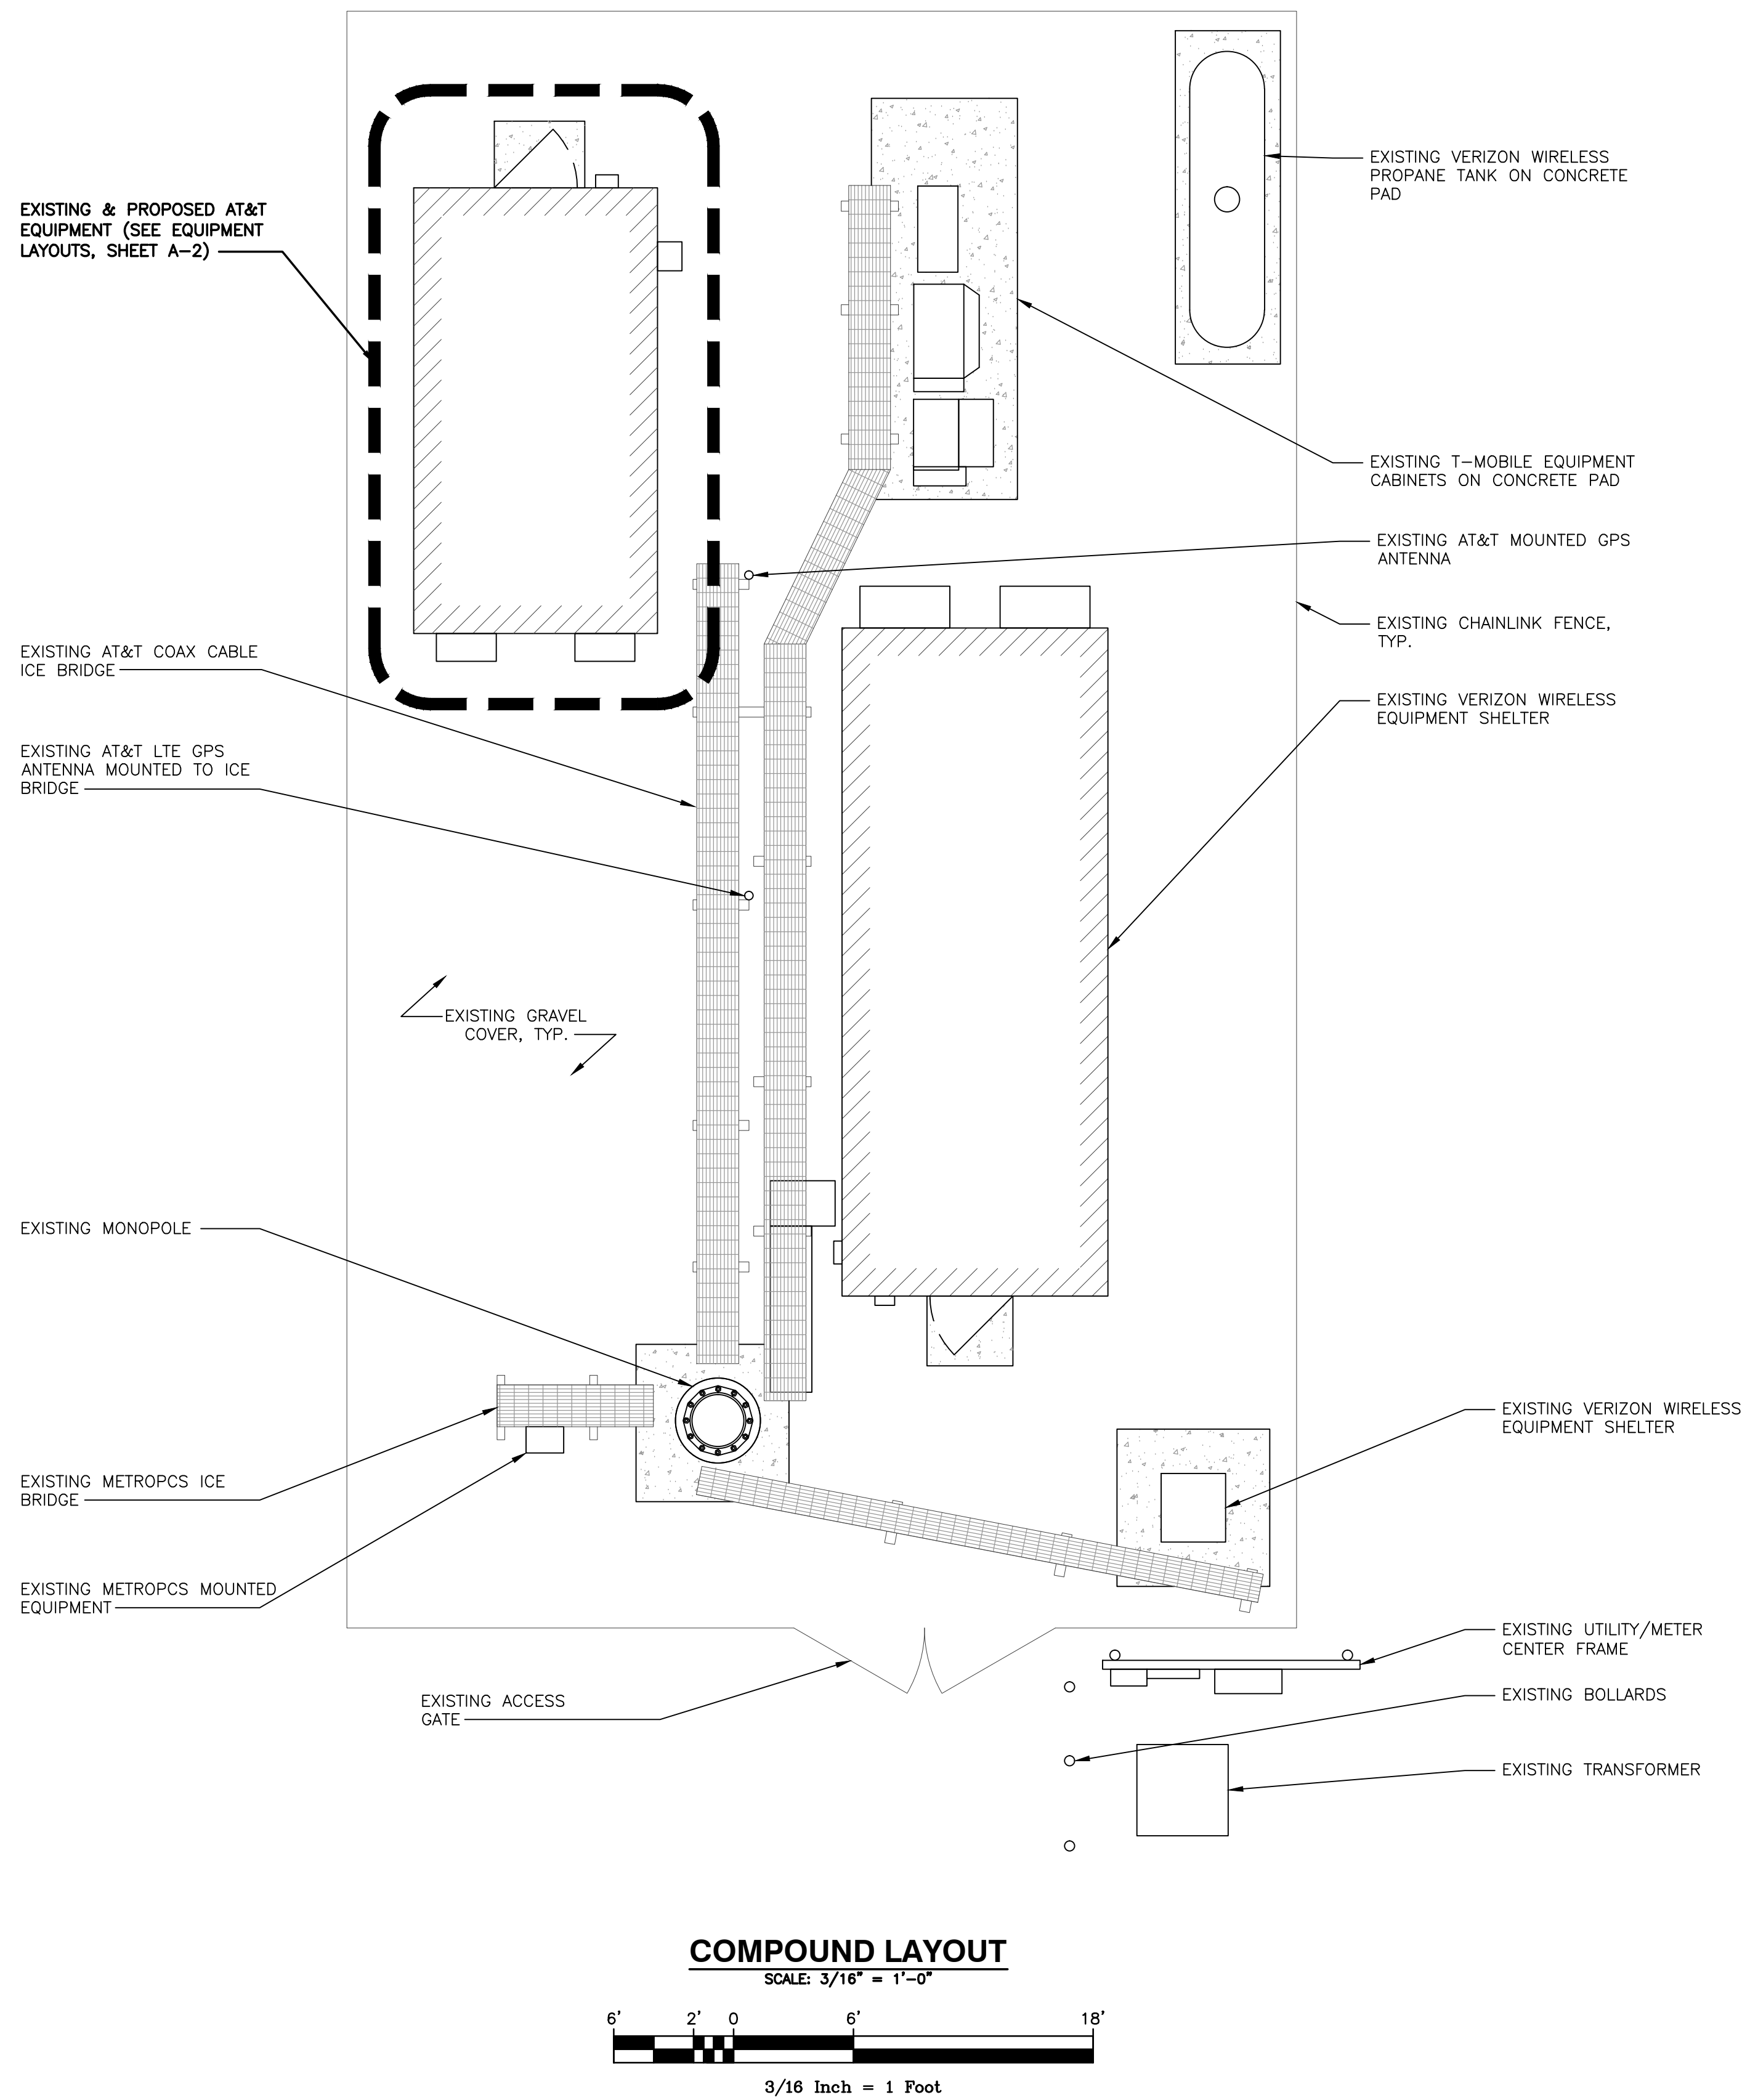 EXISTING VERIZON WIRELESS
PROPANE TANK ON CONCRETE
PAD
EXISTING & PROPOSED AT&T
EQUIPMENT (SEE EQUIPMENT
LAYOUTS, SHEET A-2)
EXISTING T-MOBILE EQUIPMENT
CABINETS ON CONCRETE PAD
EXISTING AT&T MOUNTED GPS
ANTENNA
EXISTING CHAINLINK FENCE,
TYP.
EXISTING AT&T COAX CABLE
ICE BRIDGE
EXISTING VERIZON WIRELESS
EQUIPMENT SHELTER
EXISTING AT&T LTE GPS
ANTENNA MOUNTED TO ICE
BRIDGE
EXISTING GRAVEL
COVER, TYP.
EXISTING MONOPOLE
EXISTING VERIZON WIRELESS
EQUIPMENT SHELTER
EXISTING METROPCS ICE
BRIDGE
EXISTING METROPCS MOUNTED
EQUIPMENT
EXISTING UTILITY/METER
CENTER FRAME
EXISTING ACCESS
GATE
EXISTING BOLLARDS
EXISTING TRANSFORMER
COMPOUND LAYOUT
SCALE: 3/16" = 1'-0"
6' 2' 0 6' 18'
3/16 Inch = 1 Foot